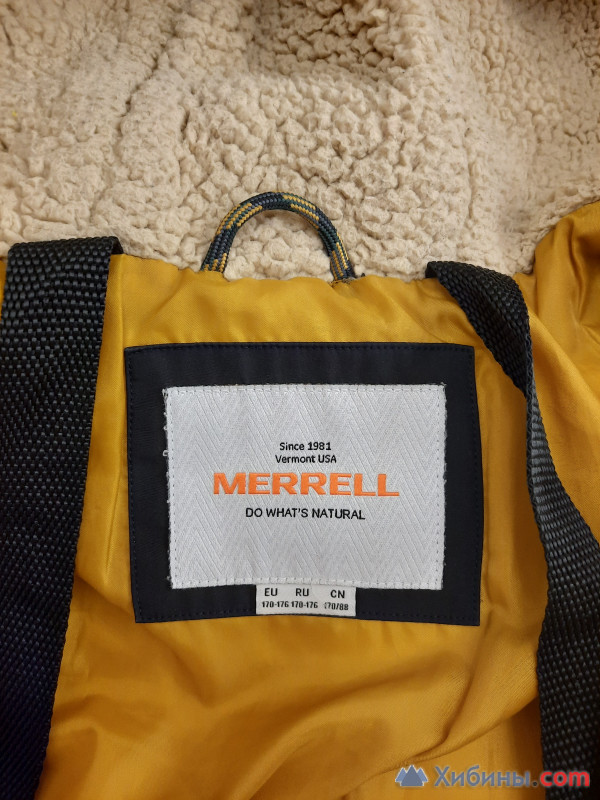 Since 1981
Vermont USA
MERRELL
DO WHAT'S NATURAL
EU RU CN
170-176 170-176 170/88
Хибины.com